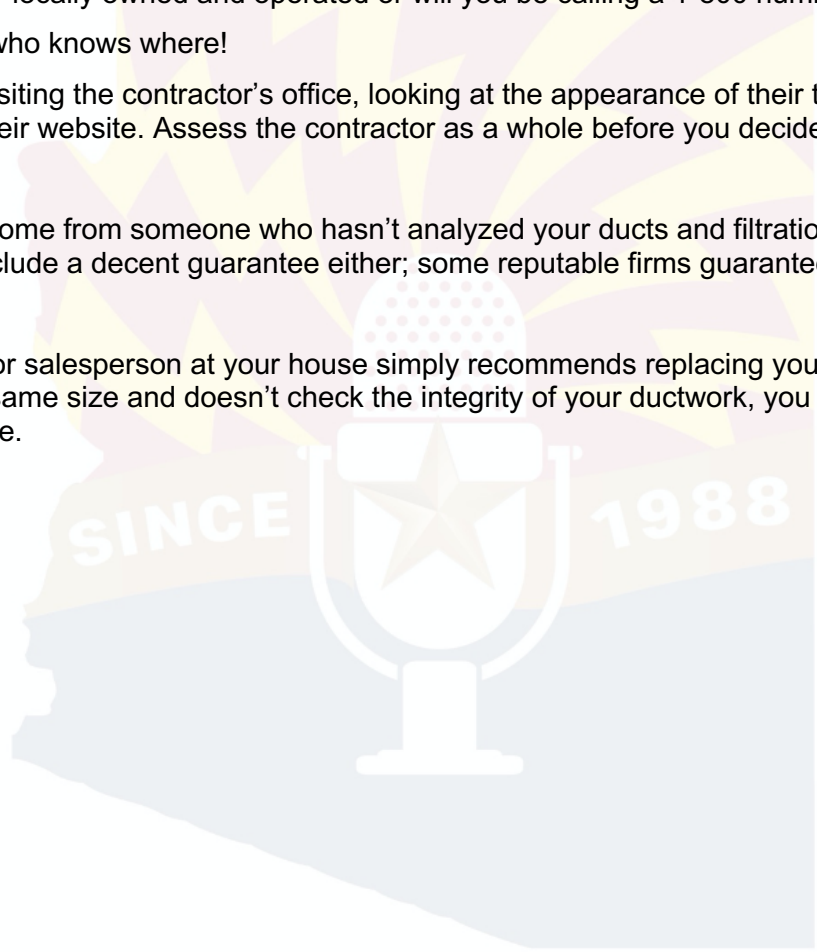 locally owned and operated or will you be calling a 1-800
who knows where!
siting the contractor’s office, looking at the appearance of their
eir website. Assess the contractor as a whole before you decide
ome from someone who hasn’t analyzed your ducts and filtratio
clude a decent guarantee either; some reputable firms guarantee
or salesperson at your house simply recommends replacing you
same size and doesn’t check the integrity of your ductwork, you
e.
SINCE 1988